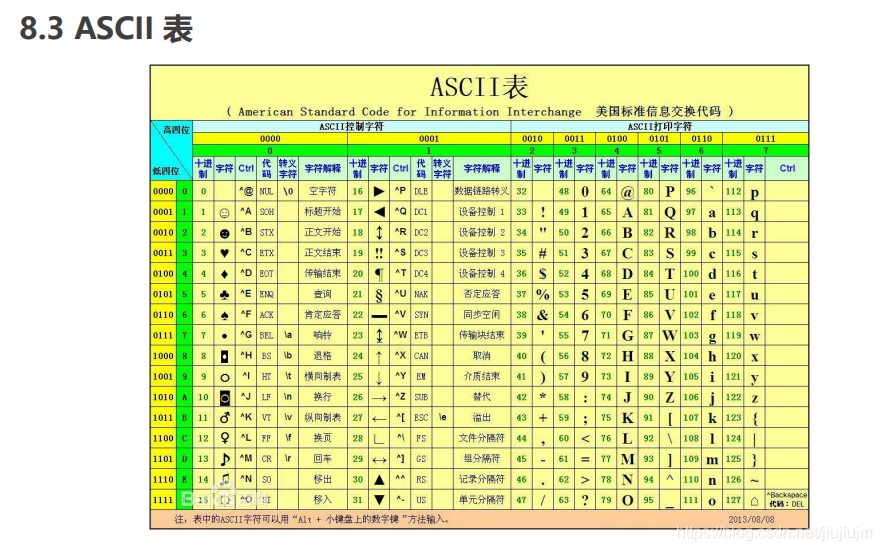 8.3 ASCII 表
ASCII表
( American Standard Code for Information Interchange 美国标准信息交换代码 )
高四位 ASCII控制字符 ASCII打印字符
0000 0001 0010 0011 0100 0101 0110 0111
0 1 2 3 4 5 6 7
低四位 十进制 字符 Ctrl 代码 转义字符 字符解释 十进制 字符 Ctrl 代码 转义字符 字符解释 十进制 字符 十进制 字符 十进制 字符 十进制 字符 十进制 字符 十进制 字符 Ctrl
0000 0 0 ^@ NUL \0 空字符 16 ► ^P DLE 数据链路转义 32 48 0 64 @ 80 P 96 ` 112 p
0001 1 1 ☺ ^A SOH 标题开始 17 ◄ ^Q DC1 设备控制 1 33 ! 49 1 65 A 81 Q 97 a 113 q
0010 2 2 ☻ ^B STX 正文开始 18 ↕ ^R DC2 设备控制 2 34 " 50 2 66 B 82 R 98 b 114 r
0011 3 3 ♥ ^C ETX 正文结束 19 ‼ ^S DC3 设备控制 3 35 # 51 3 67 C 83 S 99 c 115 s
0100 4 4 ♦ ^D EOT 传输结束 20 ¶ ^T DC4 设备控制 4 36 $ 52 4 68 D 84 T 100 d 116 t
0101 5 5 ♣ ^E ENQ 查询 21 § ^U NAK 否定应答 37 % 53 5 69 E 85 U 101 e 117 u
0110 6 6 ♠ ^F ACK 肯定应答 22 ▬ ^V SYN 同步空闲 38 & 54 6 70 F 86 V 102 f 118 v
0111 7 7 • ^G BEL \a 响铃 23 ↨ ^W ETB 传输块结束 39 ' 55 7 71 G 87 W 103 g 119 w
1000 8 8 ◘ ^H BS \b 退格 24 ↑ ^X CAN 取消 40 ( 56 8 72 H 88 X 104 h 120 x
1001 9 9 ○ ^I HT \t 横向制表 25 ↓ ^Y EM 介质结束 41 ) 57 9 73 I 89 Y 105 i 121 y
1010 A 10 ◙ ^J LF \n 换行 26 → ^Z SUB 替代 42 * 58 : 74 J 90 Z 106 j 122 z
1011 B 11 ♂ ^K VT \v 纵向制表 27 ← ^[ ESC \e 溢出 43 + 59 ; 75 K 91 [ 107 k 123 {
1100 C 12 ♀ ^L FF \f 换页 28 ∟ ^\ FS 文件分隔符 44 , 60 < 76 L 92 \ 108 l 124 |
1101 D 13 ♪ ^M CR \r 回车 29 ↔ ^] GS 组分隔符 45 - 61 = 77 M 93 ] 109 m 125 }
1110 E 14 ♫ ^N SO 移出 30 ▲ ^^ RS 记录分隔符 46 . 62 > 78 N 94 ^ 110 n 126 ~
1111 15 ^O SI 移入 31 ▼ ^- US 单元分隔符 47 / 63 ? 79 O 95 _ 111 o 127 ⌂ ^Backspace 代码：DEL
注：表中的ASCII字符可以用“Alt + 小键盘上的数字键”方法输入。 2013/08/08
https://blog.csdn.net/jiujiujm